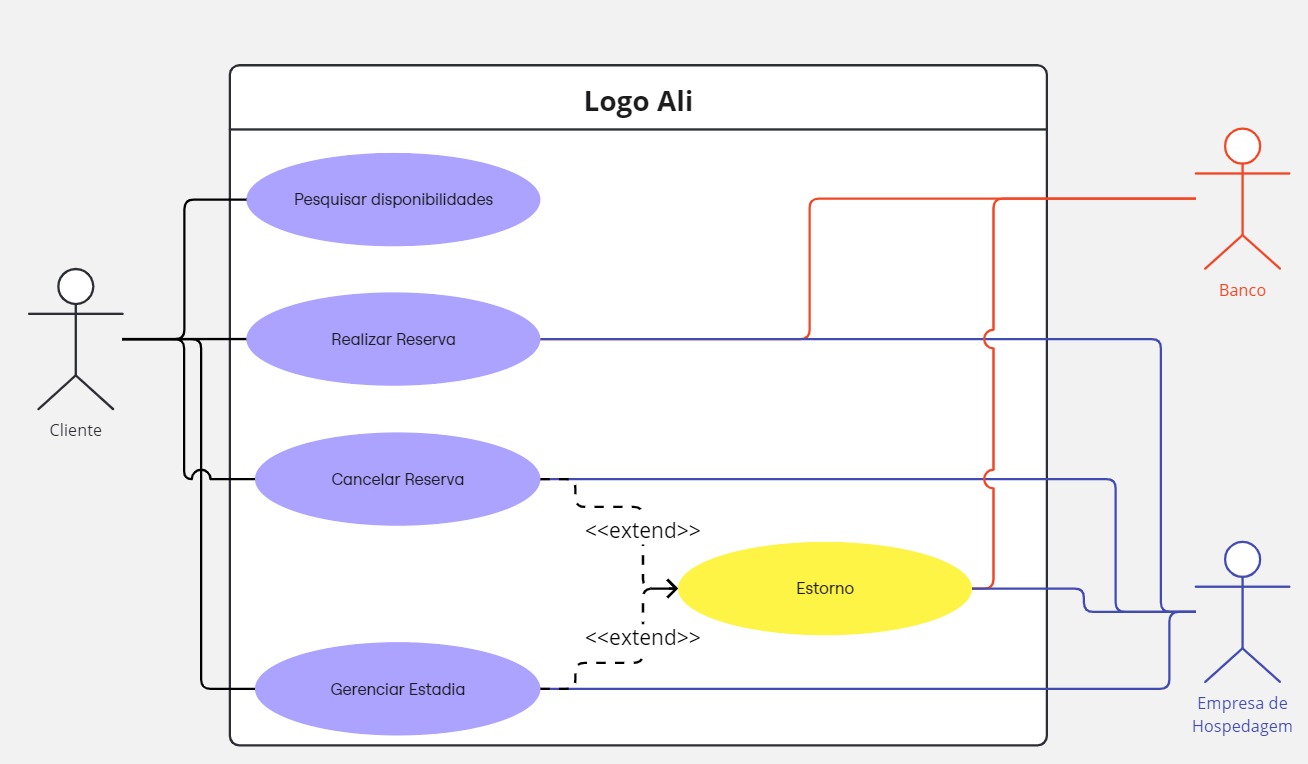 Logo Ali
Pesquisar disponibilidades
Banco
Realizar Reserva
Cliente
Cancelar Reserva
<<extend>>
Estorno
<<extend>>
Gerenciar Estadia
Empresa de
Hospedagem